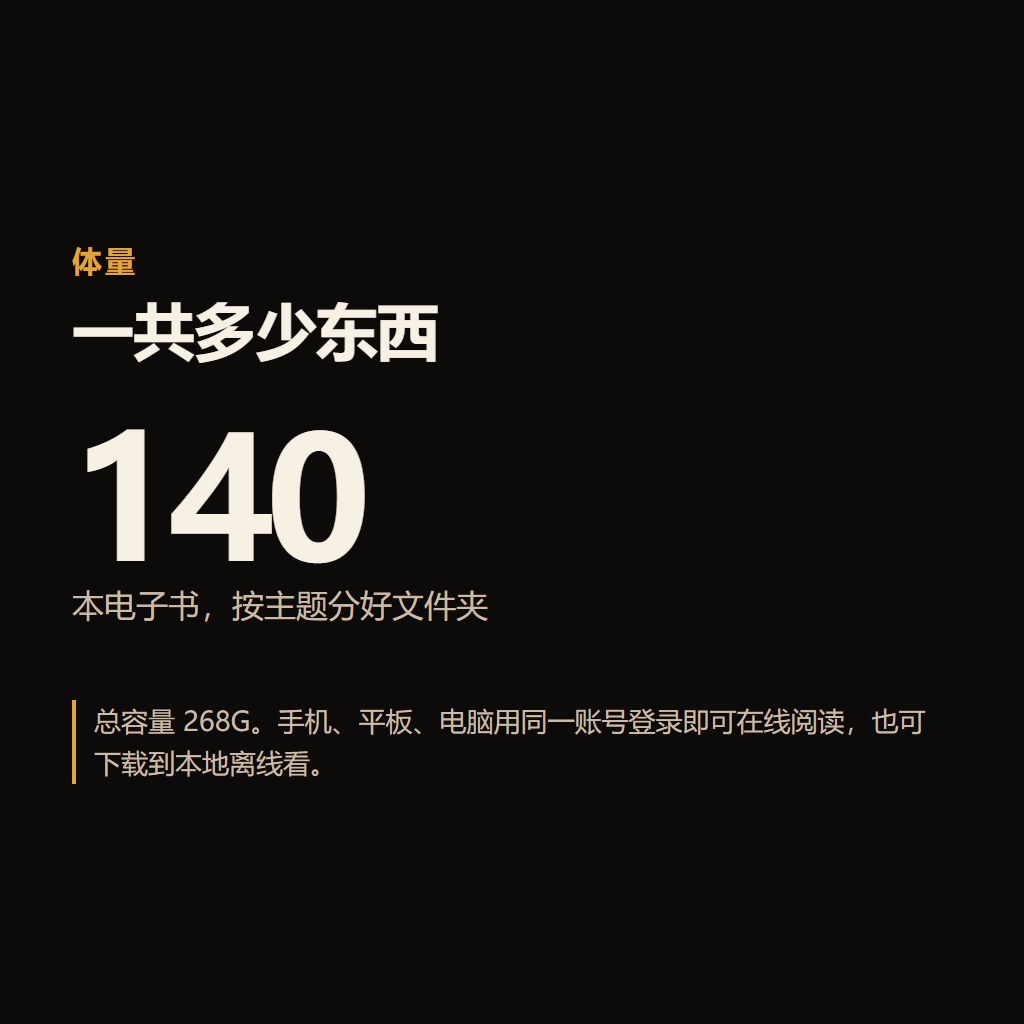 体量
一共多少东西
140
本电子书，按主题分好文件夹
总容量 268G。手机、平板、电脑用同一账号登录即可在线阅读，也可
下载到本地离线看。